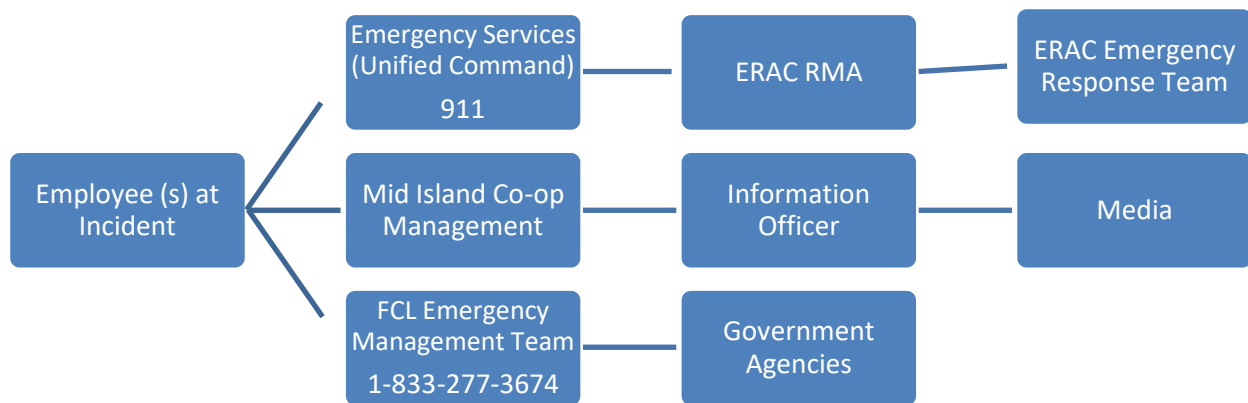 Emergency Services
(Unified Command)
911
ERAC RMA
ERAC Emergency
Response Team
Employee (s) at
Incident
Mid Island Co-op
Management
Information
Officer
Media
FCL Emergency
Management Team
1-833-277-3674
Government
Agencies